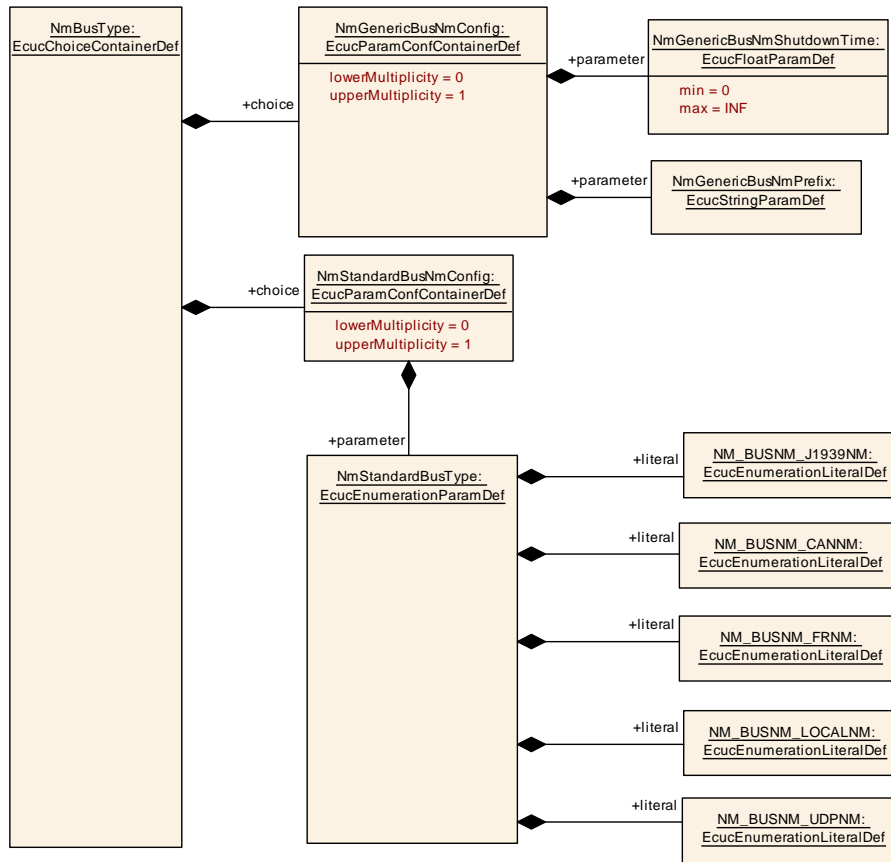 NmBusType:
EcucChoiceContainerDef
+choice
NmGenericBusNmConfig:
EcucParamConfContainerDef
lowerMultiplicity = 0
upperMultiplicity = 1
+parameter
NmGenericBusNmShutdownTime:
EcucFloatParamDef
min = 0
max = INF
+parameter
NmGenericBusNmPrefix:
EcucStringParamDef
+choice
NmStandardBusNmConfig:
EcucParamConfContainerDef
lowerMultiplicity = 0
upperMultiplicity = 1
+parameter
NmStandardBusType:
EcucEnumerationParamDef
+literal
NM_BUSNM_J1939NM:
EcucEnumerationLiteralDef
+literal
NM_BUSNM_CANNM:
EcucEnumerationLiteralDef
+literal
NM_BUSNM_FRNM:
EcucEnumerationLiteralDef
+literal
NM_BUSNM_LOCALNM:
EcucEnumerationLiteralDef
+literal
NM_BUSNM_UDPNM:
EcucEnumerationLiteralDef